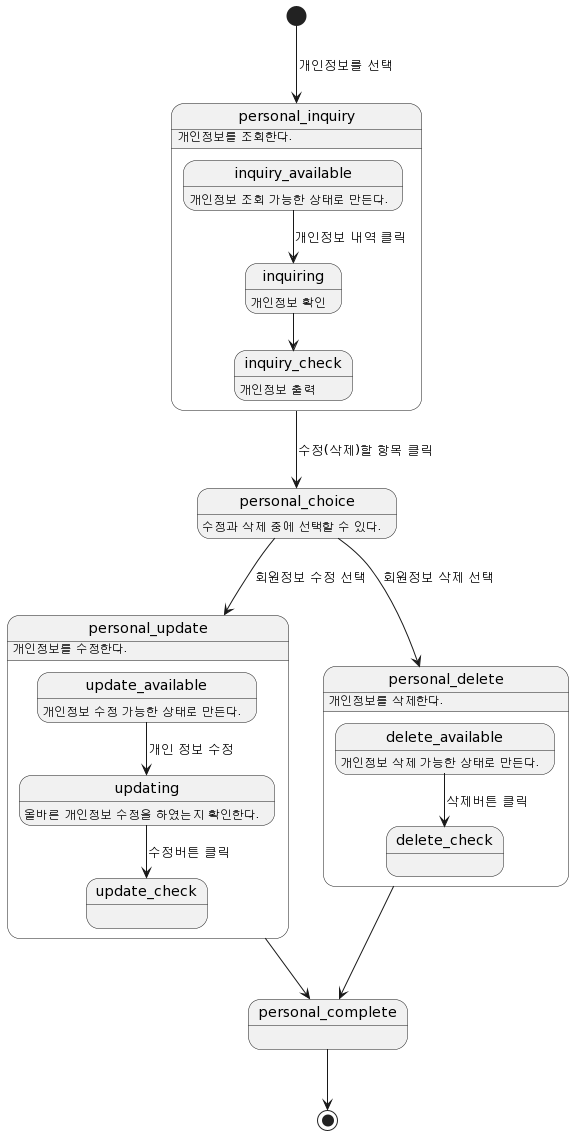 개인정보를 선택
personal_inquiry
개인정보를 조회한다.
inquiry_available
개인정보 조회 가능한 상태로 만든다.
개인정보 내역 클릭
inquiring
개인정보 확인
inquiry_check
개인정보 출력
수정(삭제)할 항목 클릭
personal_choice
수정과 삭제 중에 선택할 수 있다.
회원정보 수정 선택
회원정보 삭제 선택
personal_update
개인정보를 수정한다.
update_available
개인정보 수정 가능한 상태로 만든다.
개인 정보 수정
updating
올바른 개인정보 수정을 하였는지 확인한다.
수정버튼 클릭
update_check
personal_delete
개인정보를 삭제한다.
delete_available
개인정보 삭제 가능한 상태로 만든다.
삭제버튼 클릭
delete_check
personal_complete